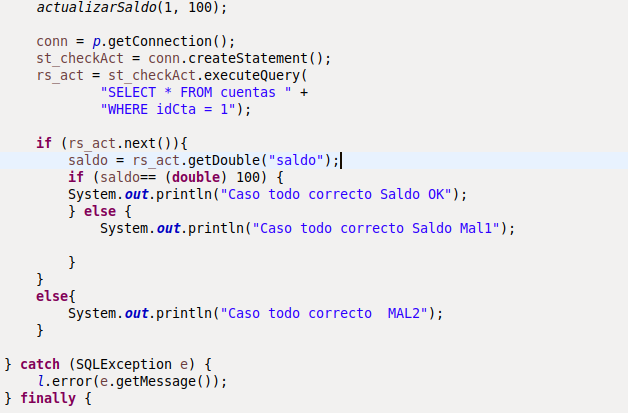 actualizarSaldo(1, 100);
conn = p.getConnection();
st_checkAct = conn.createStatement();
rs_act = st_checkAct.executeQuery(
"SELECT * FROM cuentas " +
"WHERE idCta = 1");
if (rs_act.next()){
saldo = rs_act.getDouble("saldo");
if (saldo== (double) 100) {
System.out.println("Caso todo correcto Saldo OK");
} else {
System.out.println("Caso todo correcto Saldo Mal1");
}
}
else{
System.out.println("Caso todo correcto  MAL2");
}
} catch (SQLException e) {
l.error(e.getMessage());
} finally {